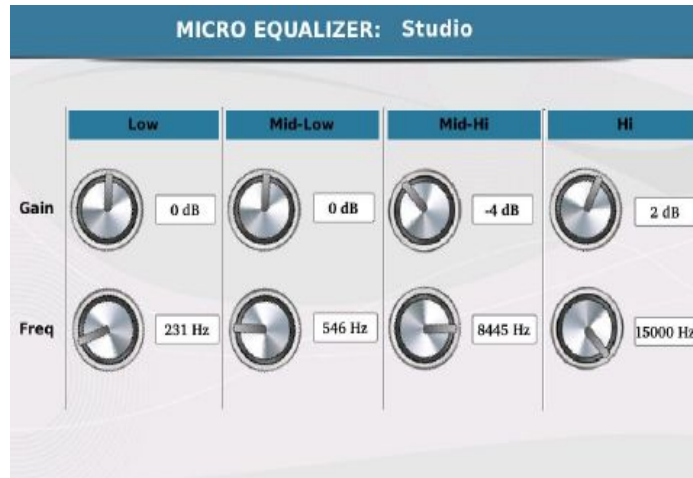 MICRO EQUALIZER: Studio
Low Mid-Low Mid-Hi Hi
Gain 0 dB 0 dB -4 dB 2 dB
Freq 231 Hz 546 Hz 8445 Hz 15000 Hz